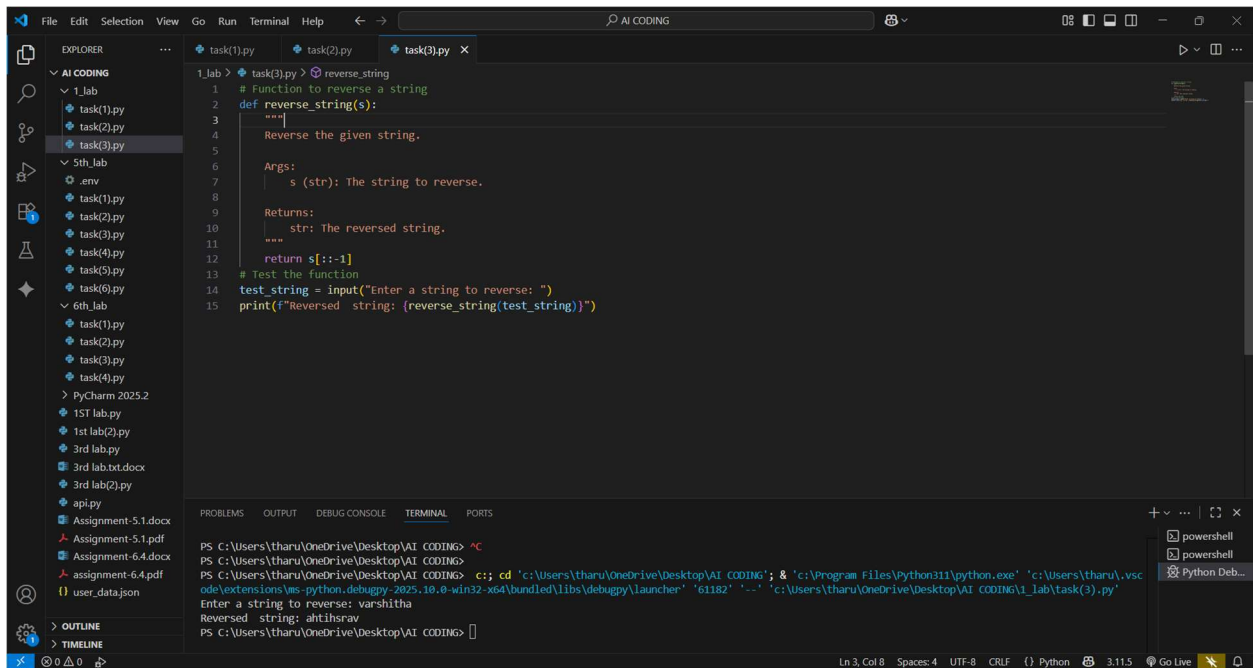 File Edit Selection View Go Run Terminal Help
AI CODING
EXPLORER
AI CODING
1_lab
task(1).py
task(2).py
task(3).py
5th_lab
.env
task(1).py
task(2).py
task(3).py
task(4).py
task(5).py
task(6).py
6th_lab
task(1).py
task(2).py
task(3).py
task(4).py
PyCharm 2025.2
1ST lab.py
1st lab(2).py
3rd lab.py
3rd lab.txt.docx
3rd lab(2).py
api.py
Assignment-5.1.docx
Assignment-5.1.pdf
Assignment-6.4.docx
assignment-6.4.pdf
{} user_data.json
OUTLINE
TIMELINE
1
1
task(1).py task(2).py task(3).py
1_lab > task(3).py > reverse_string
1 # Function to reverse a string
2 def reverse_string(s):
3     """
4     Reverse the given string.
5
6     Args:
7         s (str): The string to reverse.
8
9     Returns:
10         str: The reversed string.
11     """
12     return s[::-1]
13 # Test the function
14 test_string = input("Enter a string to reverse: ")
15 print(f"Reversed  string: {reverse_string(test_string)}")
PROBLEMS OUTPUT DEBUG CONSOLE TERMINAL PORTS
PS C:\Users\tharu\OneDrive\Desktop\AI CODING> ^C
PS C:\Users\tharu\OneDrive\Desktop\AI CODING>
PS C:\Users\tharu\OneDrive\Desktop\AI CODING>  c:; cd 'c:\Users\tharu\OneDrive\Desktop\AI CODING'; & 'c:\Program Files\Python311\python.exe' 'c:\Users\tharu\.vsc
ode\extensions\ms-python.debugpy-2025.10.0-win32-x64\bundled\libs\debugpy\launcher' '61182' '--' 'c:\Users\tharu\OneDrive\Desktop\AI CODING\1_lab\task(3).py'
Enter a string to reverse: varshitha
Reversed  string: ahtihsrav
PS C:\Users\tharu\OneDrive\Desktop\AI CODING>
powershell
powershell
Python Deb...
0 0 Ln 3, Col 8 Spaces: 4 UTF-8 CRLF {} Python 3.11.5 Go Live